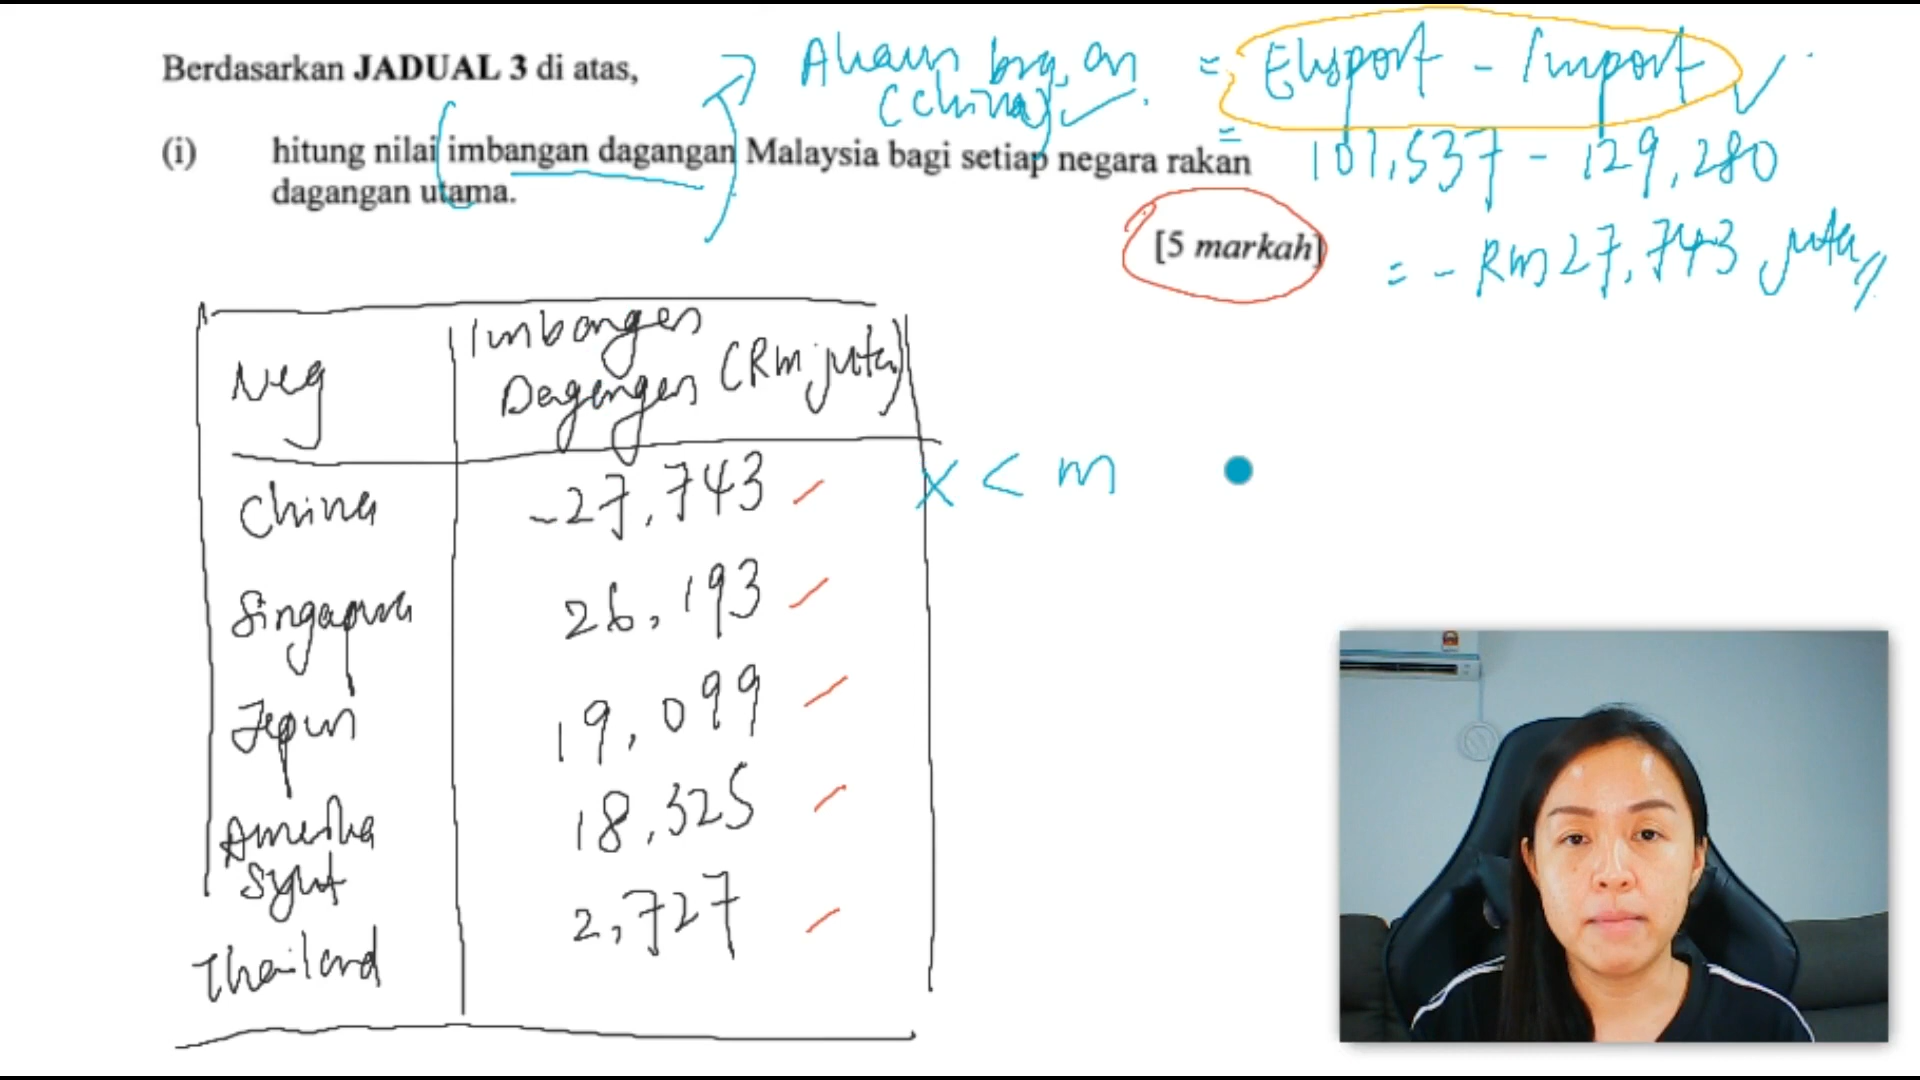 Berdasarkan JADUAL 3 di atas,
Akaun brg. an = Eksport - Import
(China)
= 101,537 - 129,280
(i) hitung nilai imbangan dagangan Malaysia bagi setiap negara rakan
dagangan utama.
[5 markah]
= - RM27,743 juta
Neg
Imbangan
Dagangan (RM juta)
China -27,743
x < m
Singapura 26,193
Jepun 19,099
Amerika 18,325
Syikat
Thailand 2,727